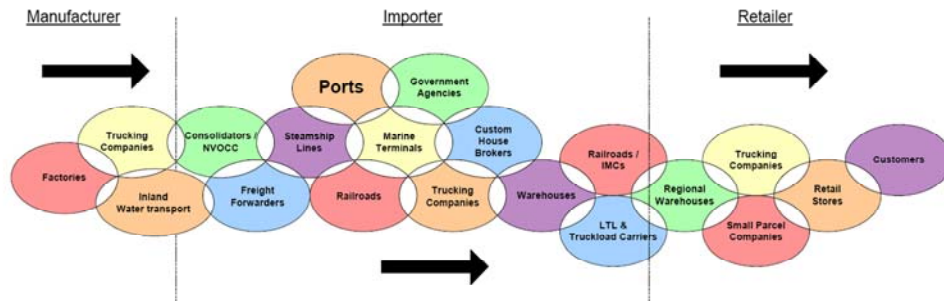 Manufacturer
Importer
Retailer
Ports
Government
Agencies
Trucking
Companies
Consolidators /
NVOCC
Steamship
Lines
Marine
Terminals
Custom
House
Brokers
Railroads /
IMCs
Trucking
Companies
Customers
Factories
Inland
Water transport
Freight
Forwarders
Railroads
Trucking
Companies
Warehouses
Regional
Warehouses
Retail
Stores
LTL &
Truckload Carriers
Small Parcel
Companies